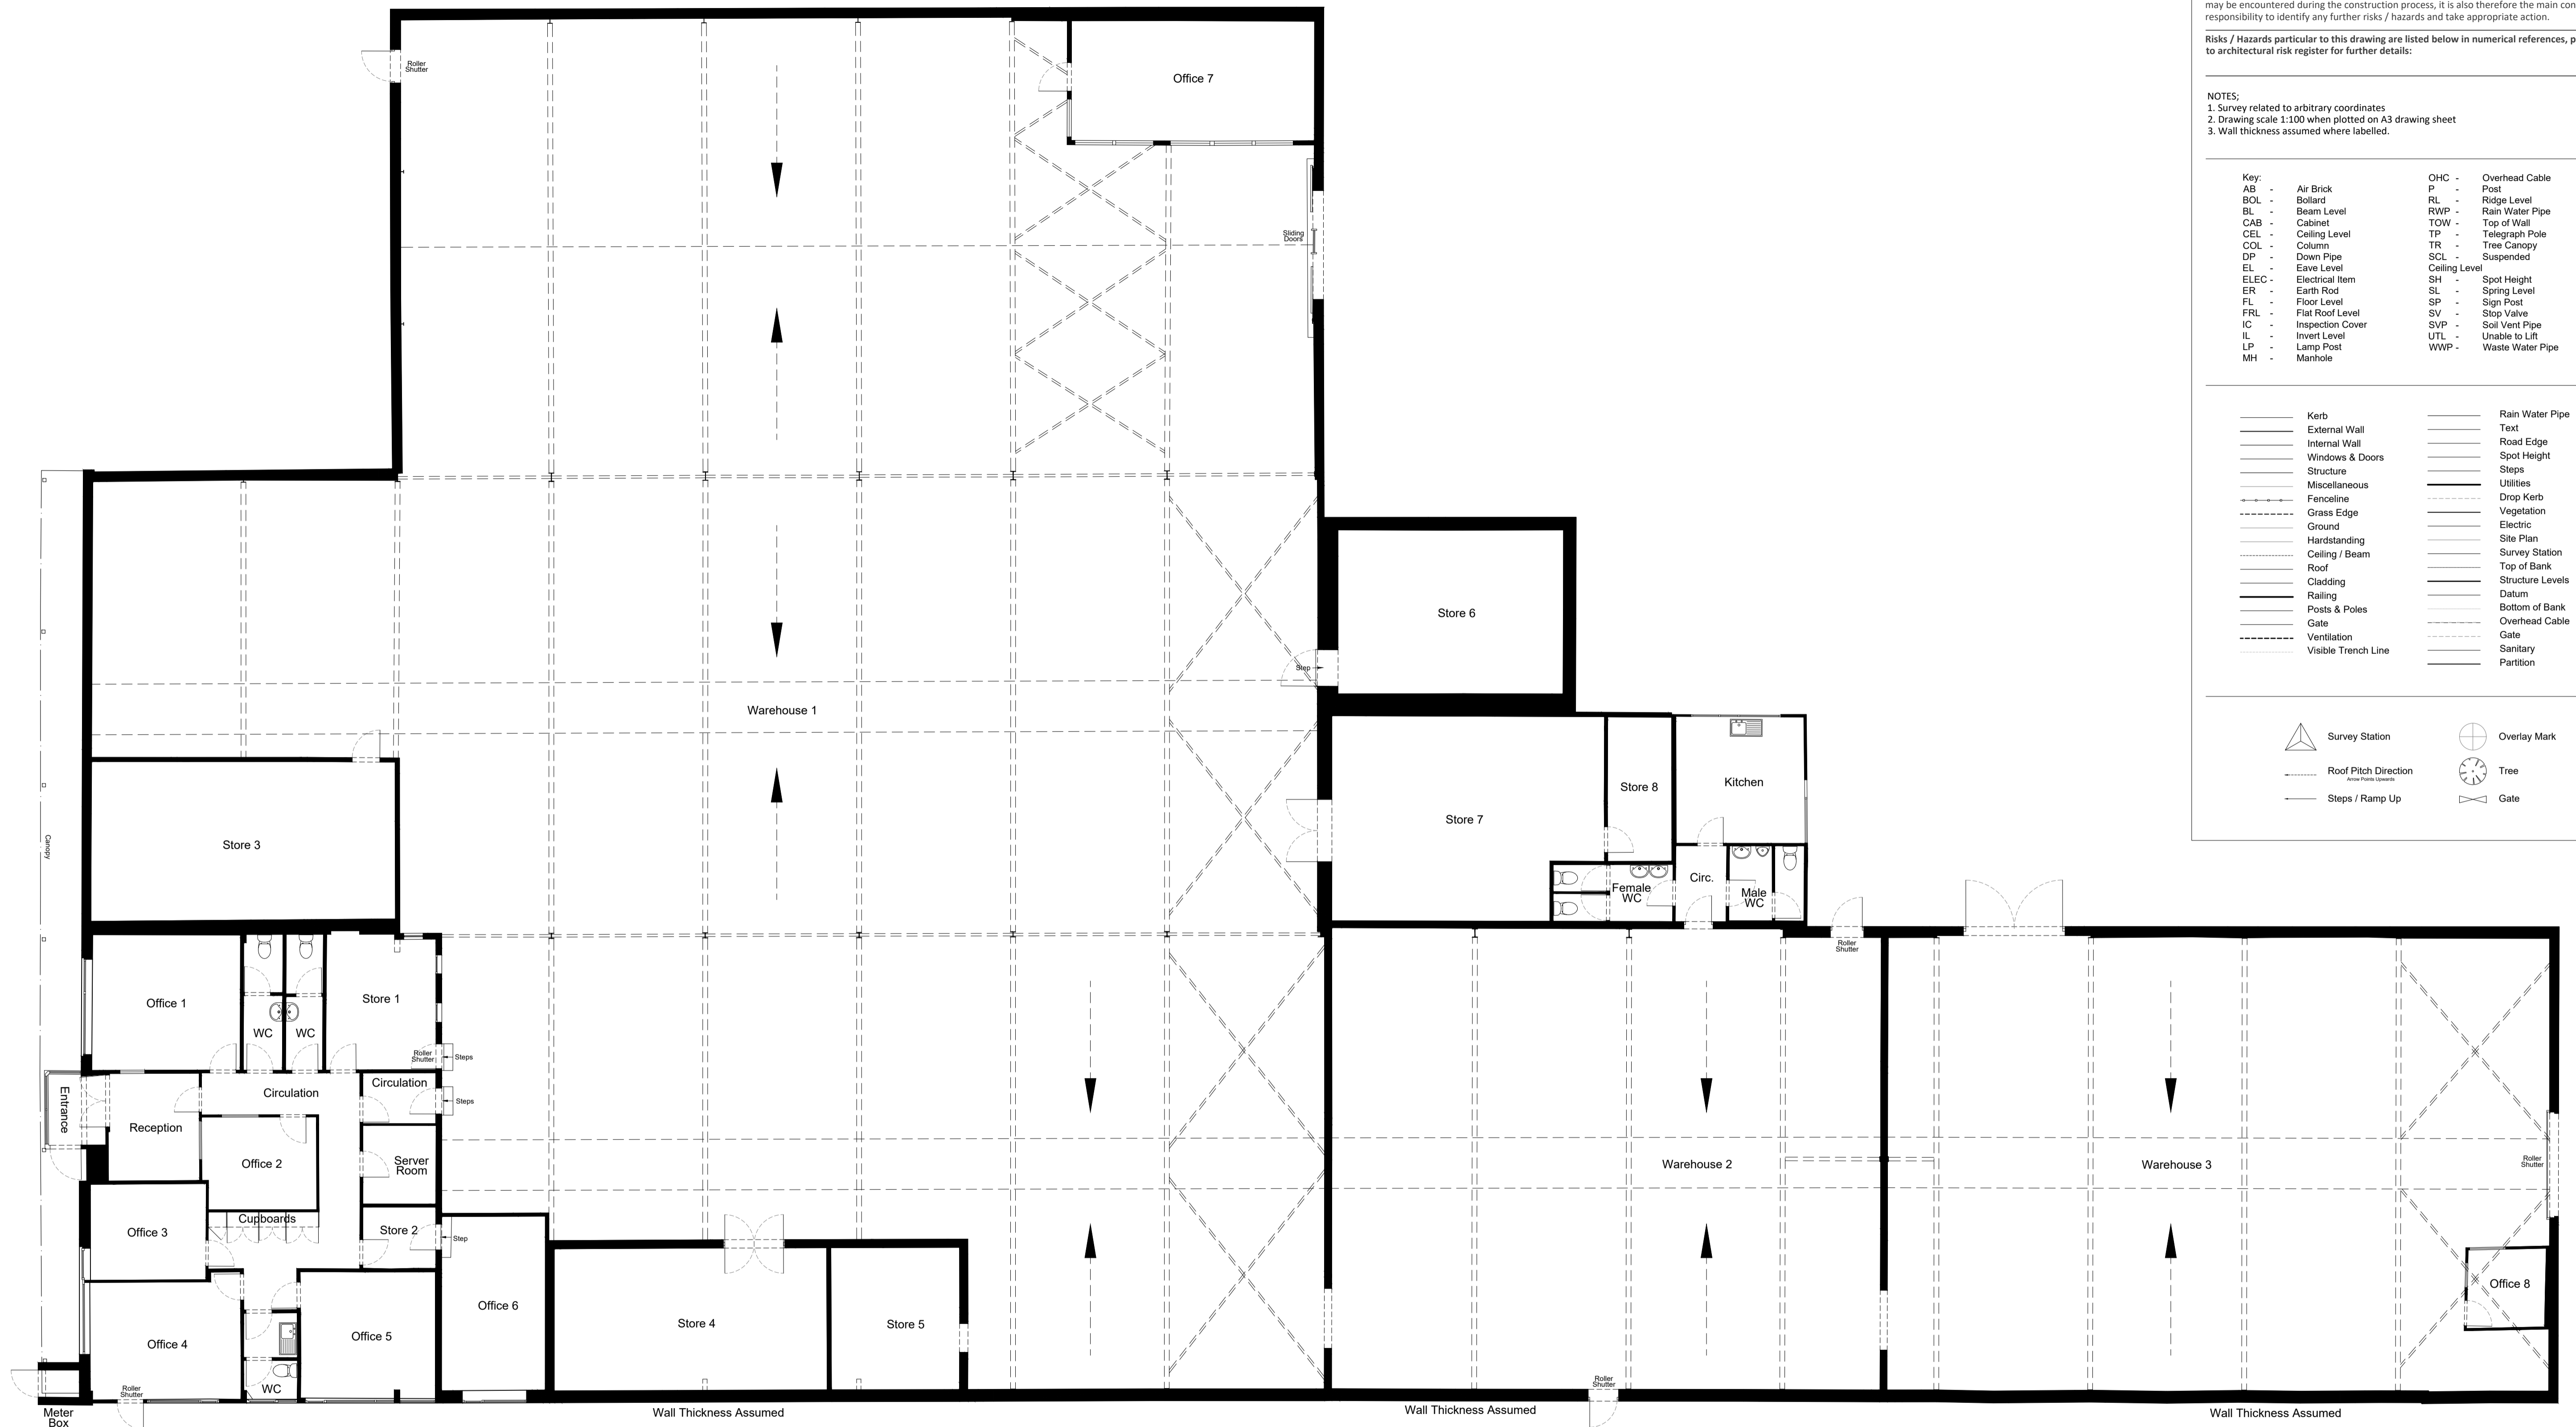 may be encountered during the construction process, it is also therefore the main con
responsibility to identify any further risks / hazards and take appropriate action.
Risks / Hazards particular to this drawing are listed below in numerical references, p
to architectural risk register for further details:
NOTES;
1. Survey related to arbitrary coordinates
2. Drawing scale 1:100 when plotted on A3 drawing sheet
3. Wall thickness assumed where labelled.
Key:
AB - Air Brick
BOL - Bollard
BL - Beam Level
CAB - Cabinet
CEL - Ceiling Level
COL - Column
DP - Down Pipe
EL - Eave Level
ELEC - Electrical Item
ER - Earth Rod
FL - Floor Level
FRL - Flat Roof Level
IC - Inspection Cover
IL - Invert Level
LP - Lamp Post
MH - Manhole
OHC - Overhead Cable
P - Post
RL - Ridge Level
RWP - Rain Water Pipe
TOW - Top of Wall
TP - Telegraph Pole
TR - Tree Canopy
SCL - Suspended
Ceiling Level
SH - Spot Height
SL - Spring Level
SP - Sign Post
SV - Stop Valve
SVP - Soil Vent Pipe
UTL - Unable to Lift
WWP - Waste Water Pipe
Kerb
External Wall
Internal Wall
Windows & Doors
Structure
Miscellaneous
Fenceline
Grass Edge
Ground
Hardstanding
Ceiling / Beam
Roof
Cladding
Railing
Posts & Poles
Gate
Ventilation
Visible Trench Line
Rain Water Pipe
Text
Road Edge
Spot Height
Steps
Utilities
Drop Kerb
Vegetation
Electric
Site Plan
Survey Station
Top of Bank
Structure Levels
Datum
Bottom of Bank
Overhead Cable
Gate
Sanitary
Partition
Survey Station
Overlay Mark
Roof Pitch Direction
Arrow Points Upwards
Tree
Steps / Ramp Up
Gate
Roller
Shutter
Office 7
Sliding
Doors
Store 6
Step
Warehouse 1
Store 3
Canopy
Store 7
Store 8
Kitchen
Female
WC
Circ.
Male
WC
Roller
Shutter
Office 1
WC
WC
Store 1
Roller
Shutter
Steps
Entrance
Circulation
Circulation
Steps
Reception
Office 2
Server
Room
Warehouse 2
Warehouse 3
Roller
Shutter
Office 3
Cupboards
Store 2
Step
Office 8
Office 6
Store 4
Store 5
Office 4
Office 5
WC
Roller
Shutter
Roller
Shutter
Meter
Box
Wall Thickness Assumed
Wall Thickness Assumed
Wall Thickness Assumed